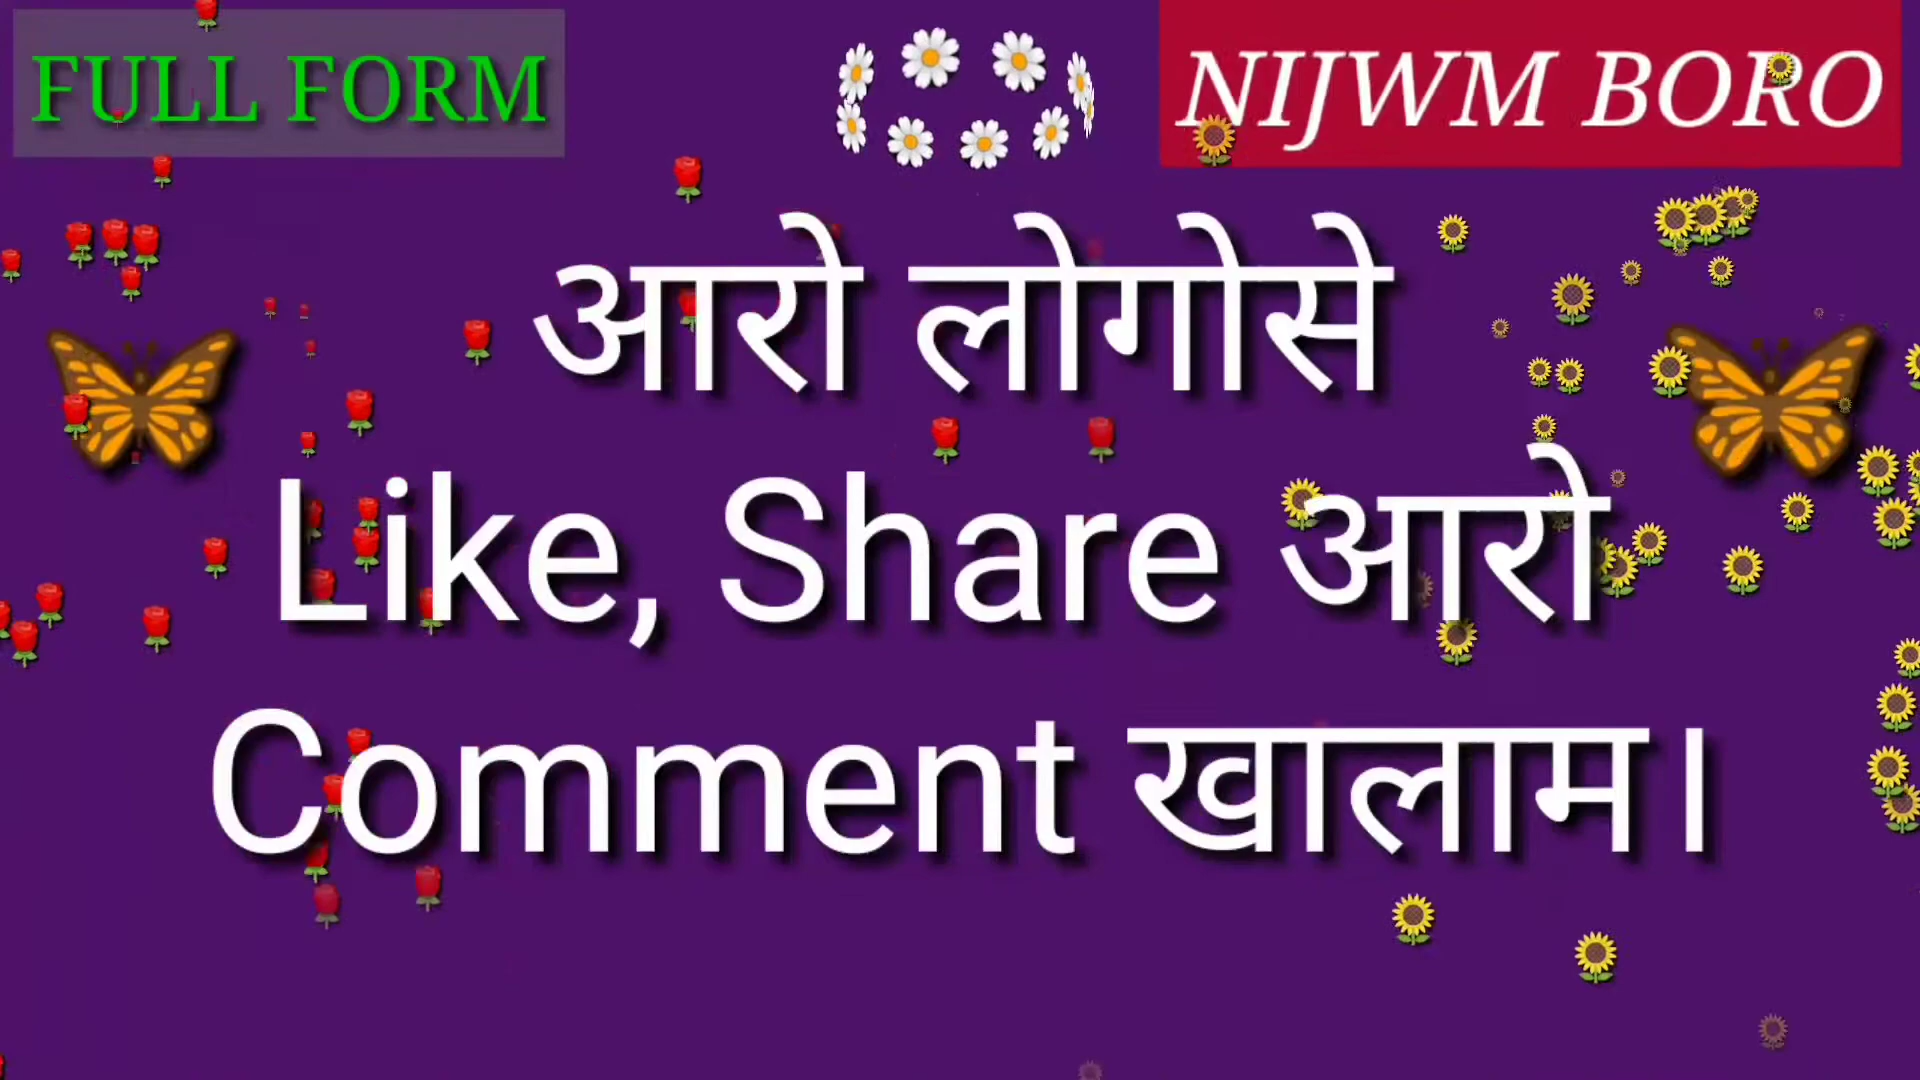 FULL FORM
NIJWM BORO
आरो लोगोसे
Like, Share आरो
Comment खालाम।